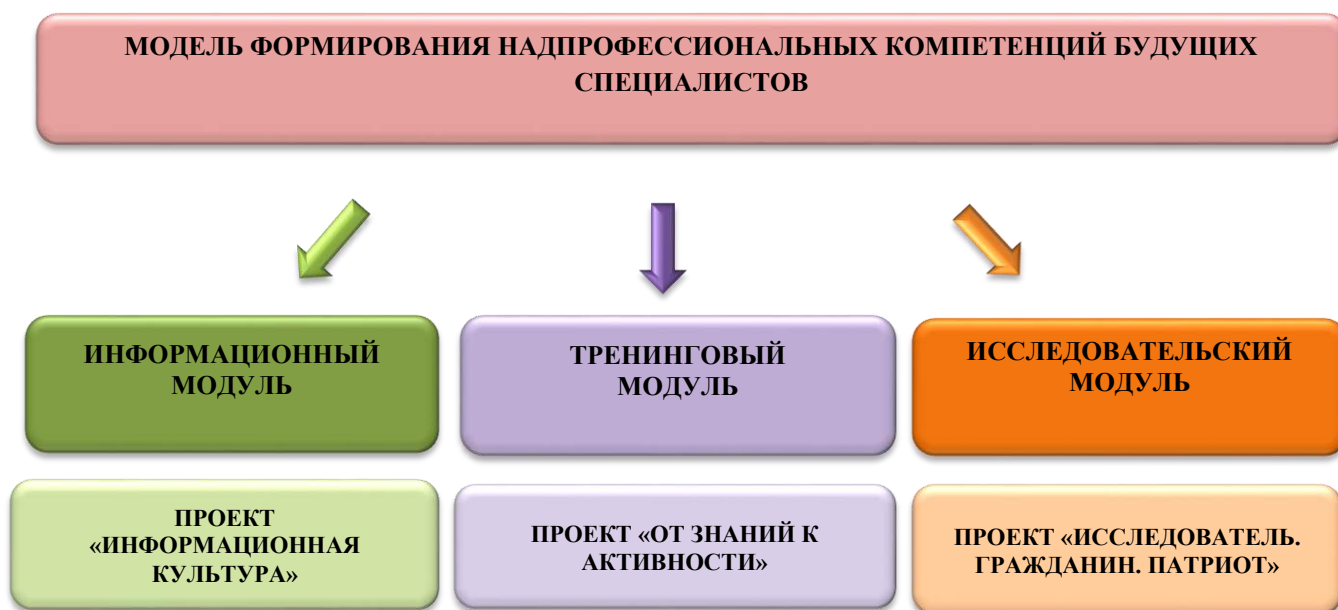 МОДЕЛЬ ФОРМИРОВАНИЯ НАДПРОФЕССИОНАЛЬНЫХ КОМПЕТЕНЦИЙ БУДУЩИХ
СПЕЦИАЛИСТОВ
ИНФОРМАЦИОННЫЙ
МОДУЛЬ
ТРЕНИНГОВЫЙ
МОДУЛЬ
ИССЛЕДОВАТЕЛЬСКИЙ
МОДУЛЬ
ПРОЕКТ
«ИНФОРМАЦИОННАЯ
КУЛЬТУРА»
ПРОЕКТ «ОТ ЗНАНИЙ К
АКТИВНОСТИ»
ПРОЕКТ «ИССЛЕДОВАТЕЛЬ.
ГРАЖДАНИН. ПАТРИОТ»